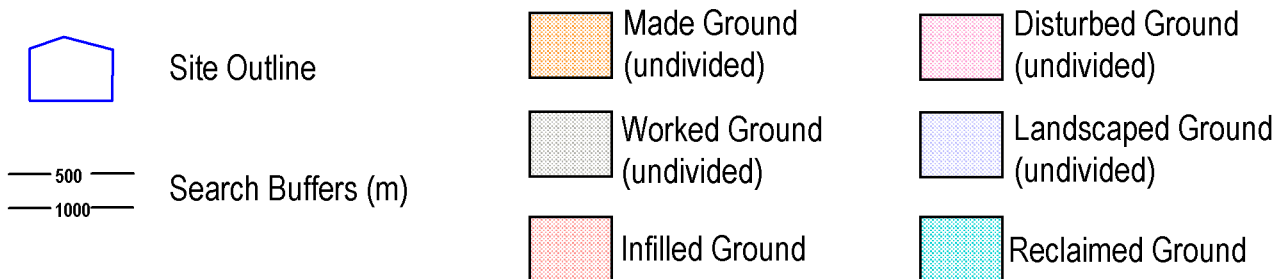 Site Outline
500
1000
Search Buffers (m)
Made Ground
(undivided)
Worked Ground
(undivided)
Infilled Ground
Disturbed Ground
(undivided)
Landscaped Ground
(undivided)
Reclaimed Ground